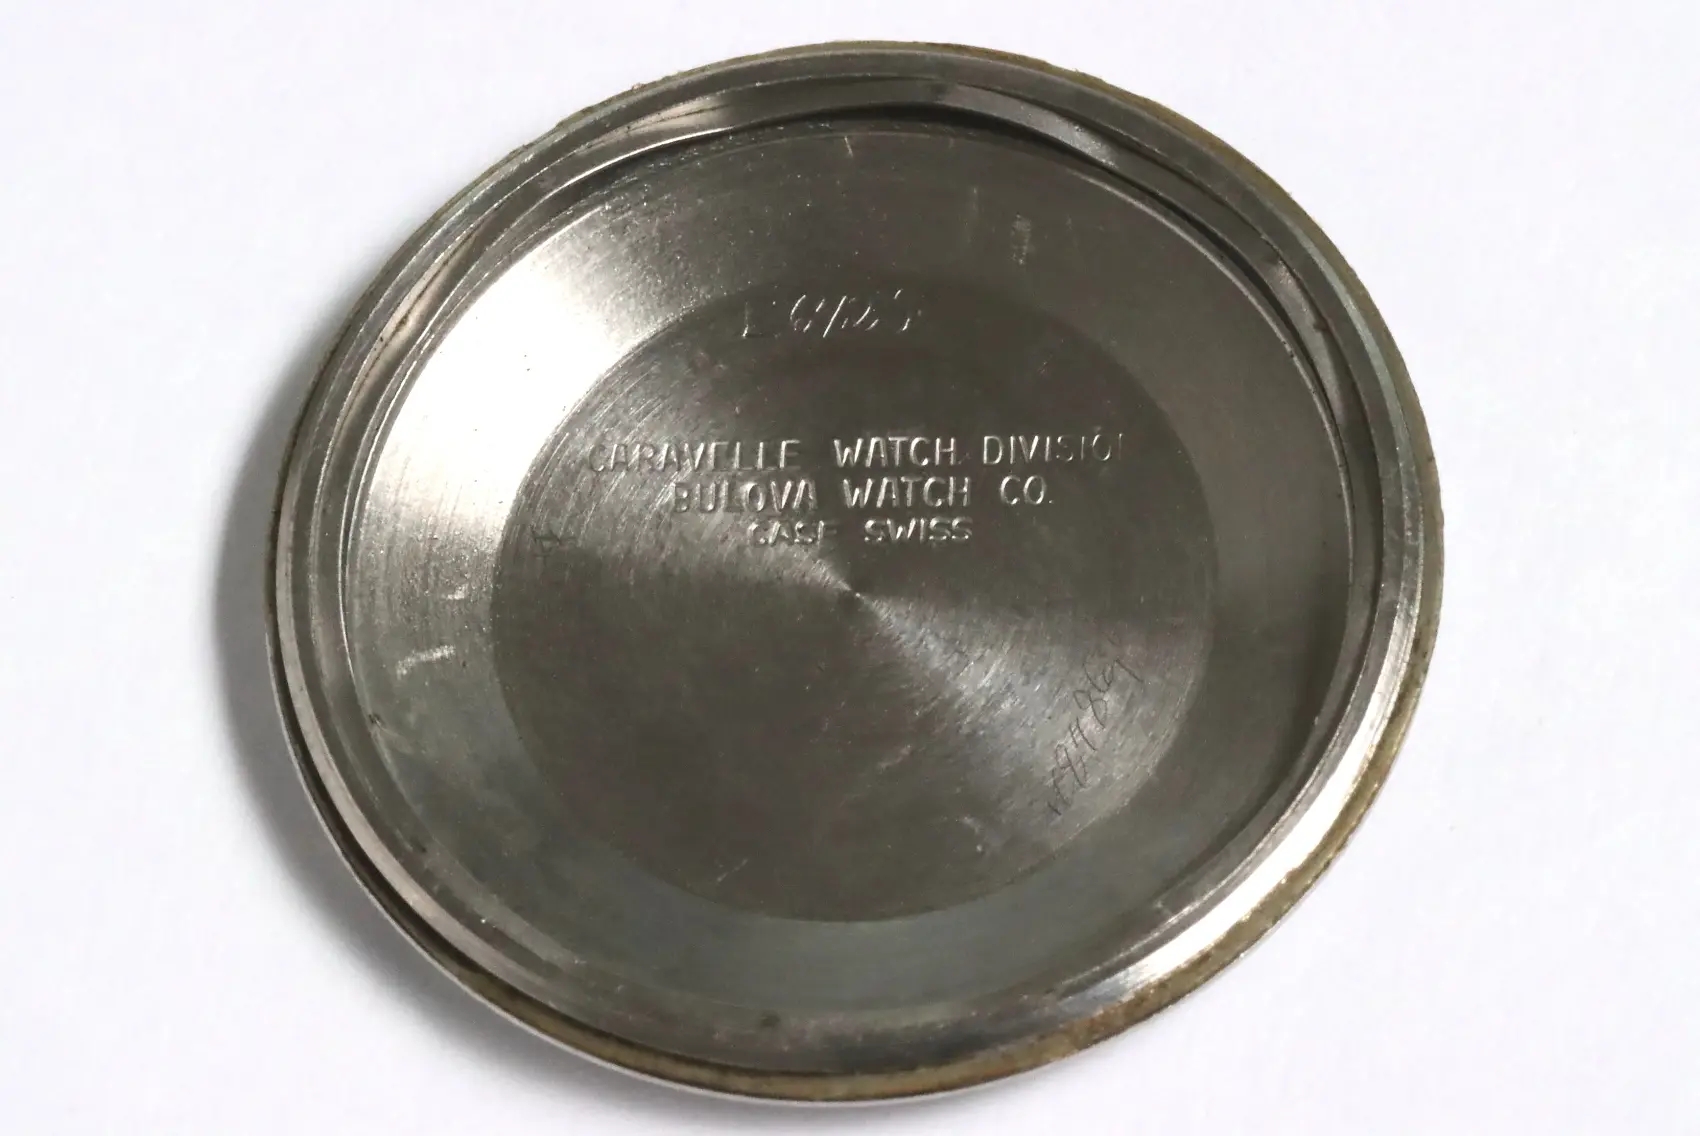 CARAVELLE WATCH DIVISION
BULOVA WATCH CO.
CASE SWISS